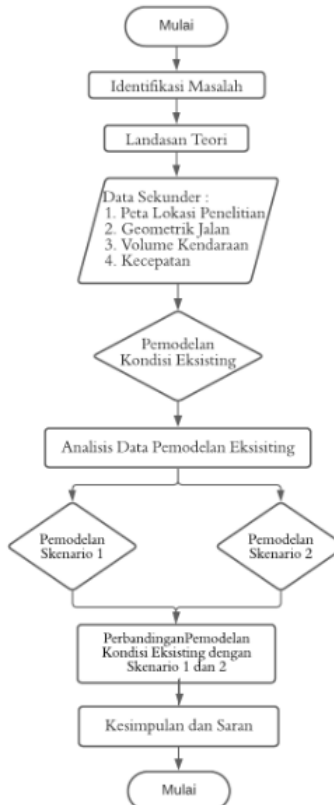 Mulai
Identifikasi Masalah
Landasan Teori
Data Sekunder :
1. Peta Lokasi Penelitian
2. Geometrik Jalan
3. Volume Kendaraan
4. Kecepatan
Pemodelan
Kondisi Eksisting
Analisis Data Pemodelan Eksisiting
Pemodelan
Skenario 1
Pemodelan
Skenario 2
PerbandinganPemodelan
Kondisi Eksisting dengan
Skenario 1 dan 2
Kesimpulan dan Saran
Mulai